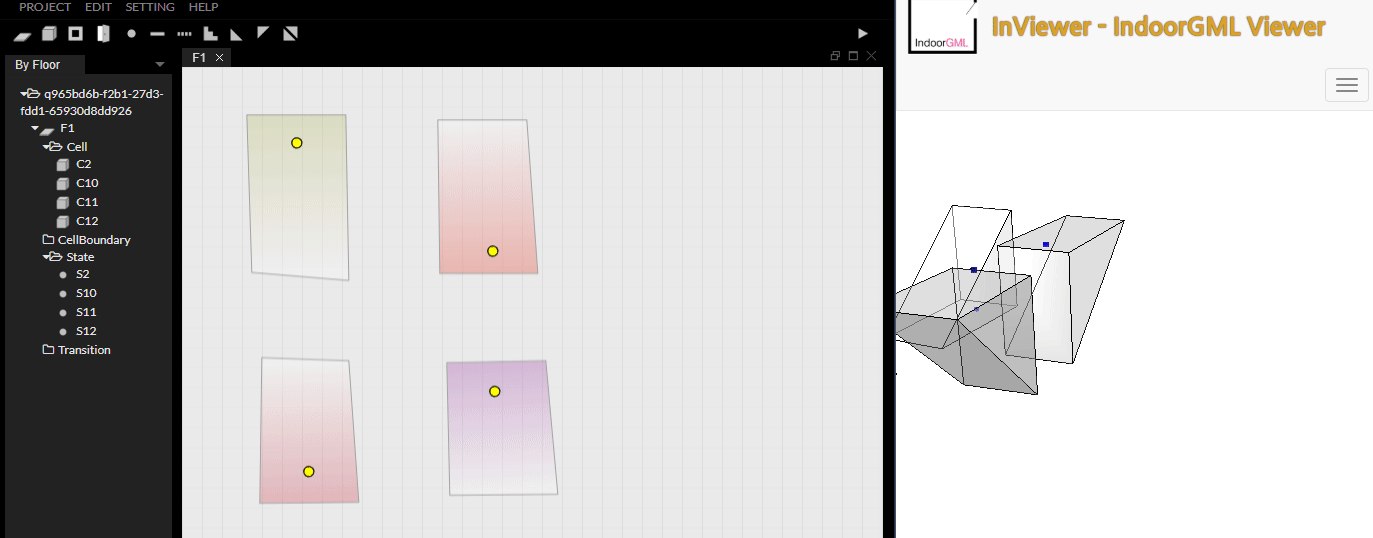 PROJECT EDIT SETTING HELP
By Floor
q965bd6b-f2b1-27d3-
fdd1-65930d8dd926
F1
Cell
C2
C10
C11
C12
CellBoundary
State
S2
S10
S11
S12
Transition
F1
IndoorGML
InViewer - IndoorGML Viewer